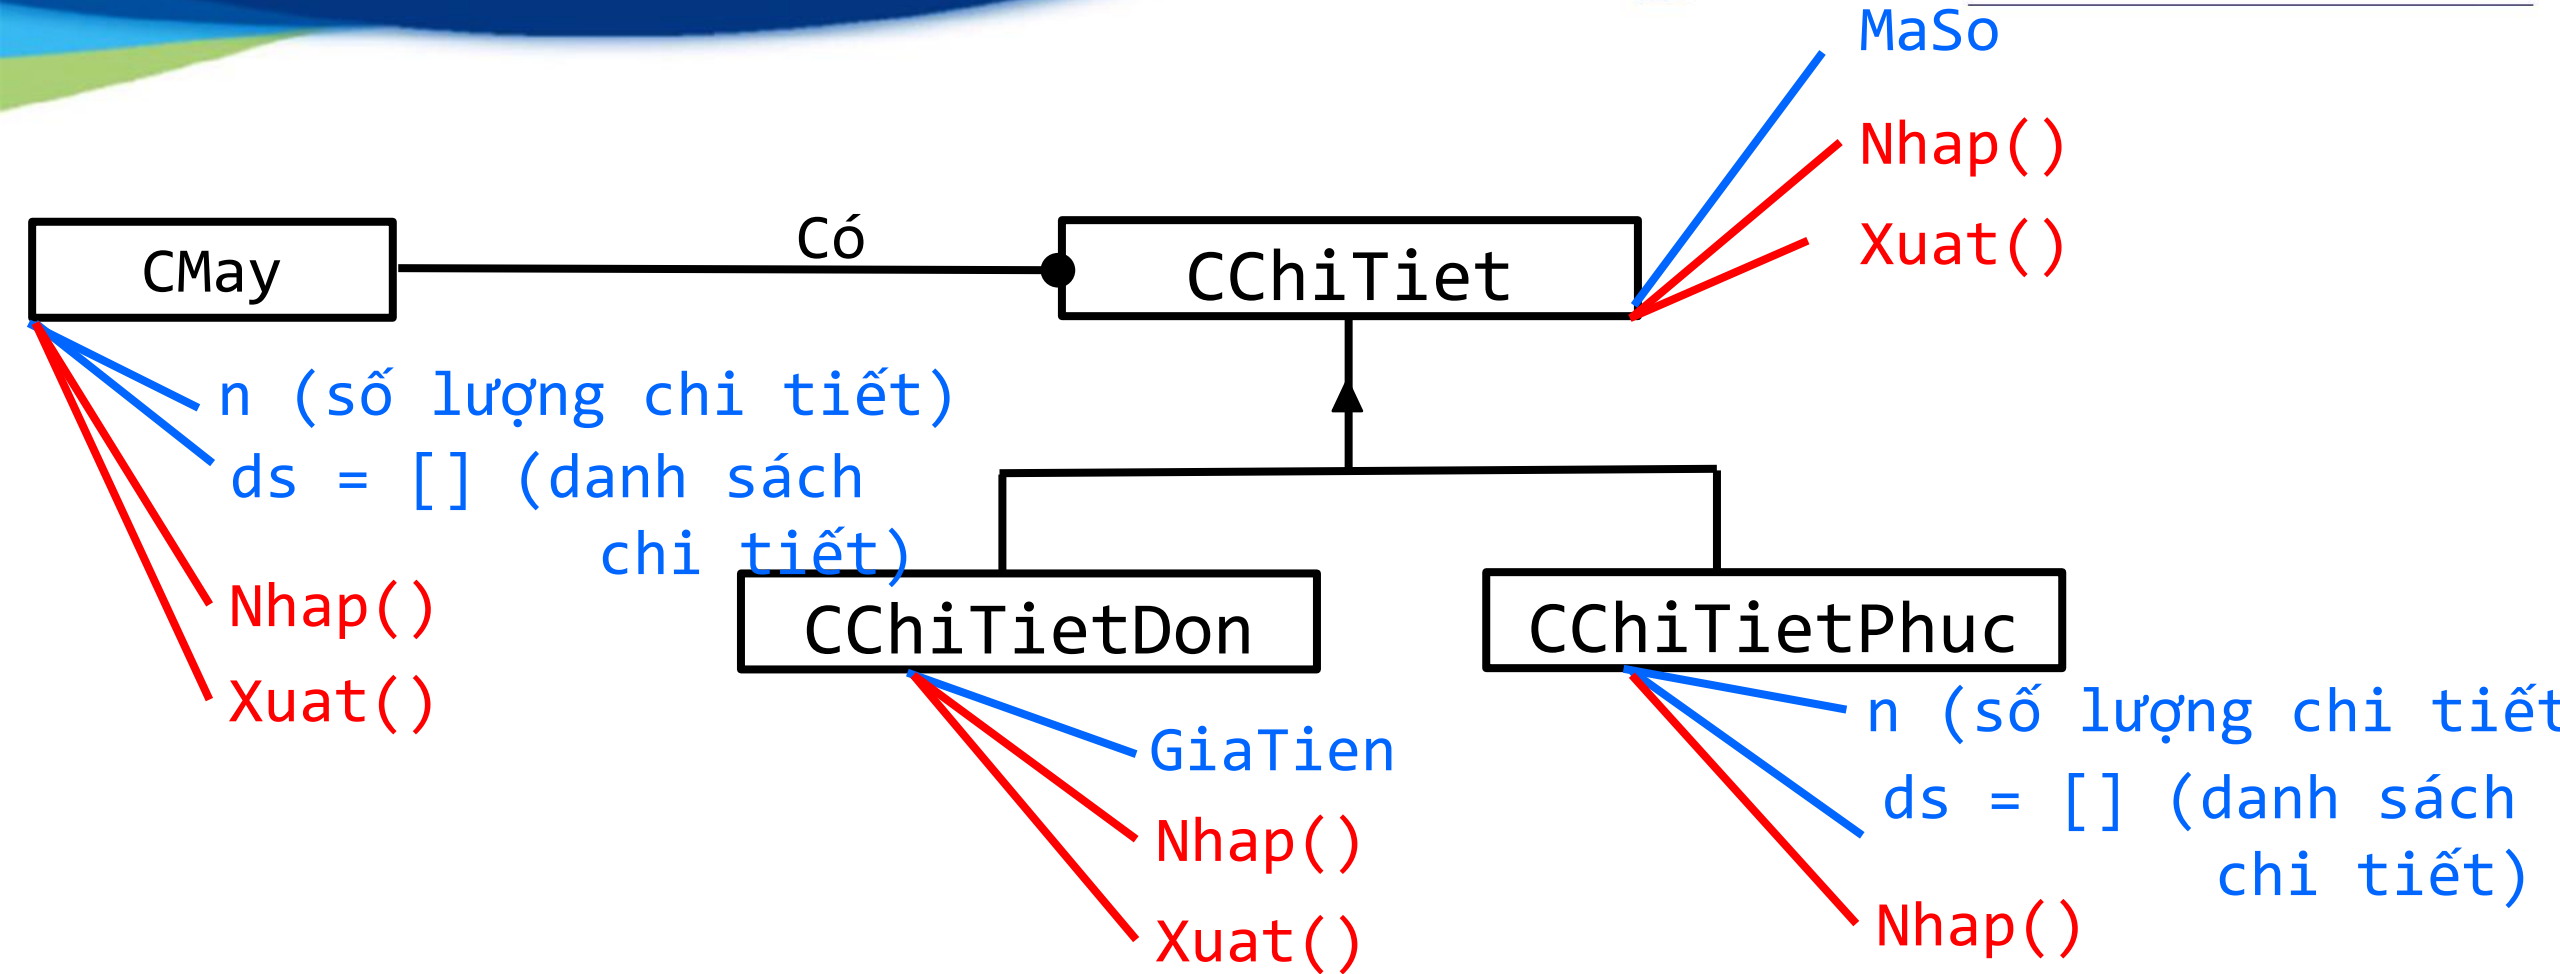 MaSo
Nhap()
Xuat()
Có
CMay
CChiTiet
n (số lượng chi tiết)
ds = [] (danh sách
chi tiết)
Nhap()
Xuat()
CChiTietDon
CChiTietPhuc
GiaTien
Nhap()
Xuat()
n (số lượng chi tiết
ds = [] (danh sách
chi tiết)
Nhap()